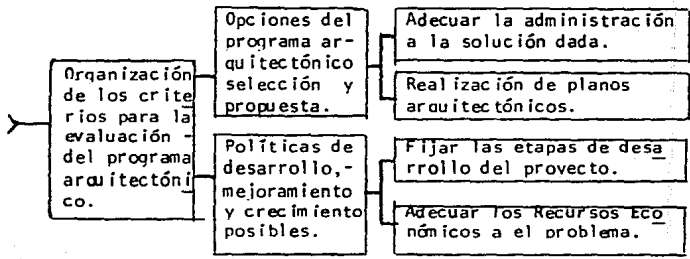 Organización
de los crite
rios para la
evaluación -
del programa
arquitectóni
co.
Opciones del
programa ar-
quitectónico
selección y
propuesta.
Políticas de
desarrollo,-
mejoramiento
y crecimiento
posibles.
Adecuar la administración
a la solución dada.
Realización de planos
arquitectónicos.
Fijar las etapas de desa
rrollo del proyecto.
Adecuar los Recursos Eco
nómicos a el problema.